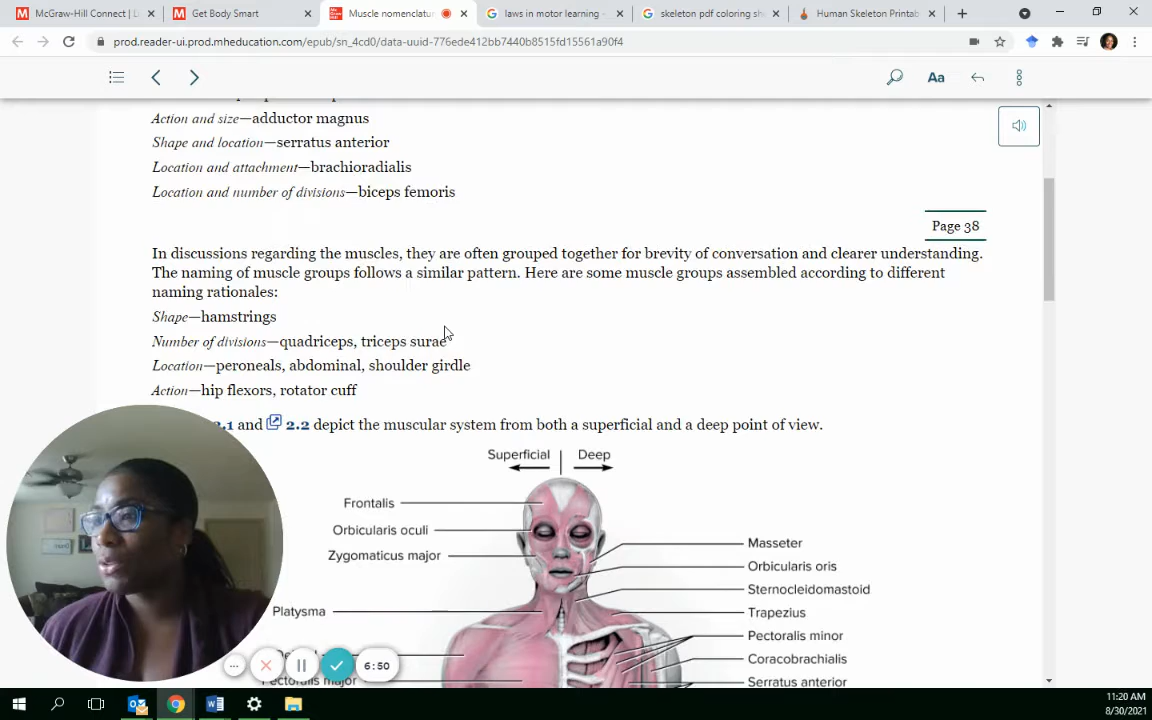 McGraw-Hill Connect | D
Get Body Smart
Muscle nomenclatu
laws in motor learning -
skeleton pdf coloring sh
Human Skeleton Printab
prod.reader-ui.prod.mheducation.com/epub/sn_4cd0/data-uuid-776ede412bb7440b8515fd15561a90f4
Aa
Action and size—adductor magnus
Shape and location—serratus anterior
Location and attachment—brachioradialis
Location and number of divisions—biceps femoris
Page 38
In discussions regarding the muscles, they are often grouped together for brevity of conversation and clearer understanding.
The naming of muscle groups follows a similar pattern. Here are some muscle groups assembled according to different
naming rationales:
Shape—hamstrings
Number of divisions—quadriceps, triceps surae
Location—peroneals, abdominal, shoulder girdle
Action—hip flexors, rotator cuff
2.1 and 2.2 depict the muscular system from both a superficial and a deep point of view.
Superficial Deep
Frontalis
Orbicularis oculi
Zygomaticus major
Masseter
Orbicularis oris
Sternocleidomastoid
Platysma
Trapezius
Pectoralis minor
Coracobrachialis
Pectoralis major
Serratus anterior
6:50
11:20 AM
8/30/2021